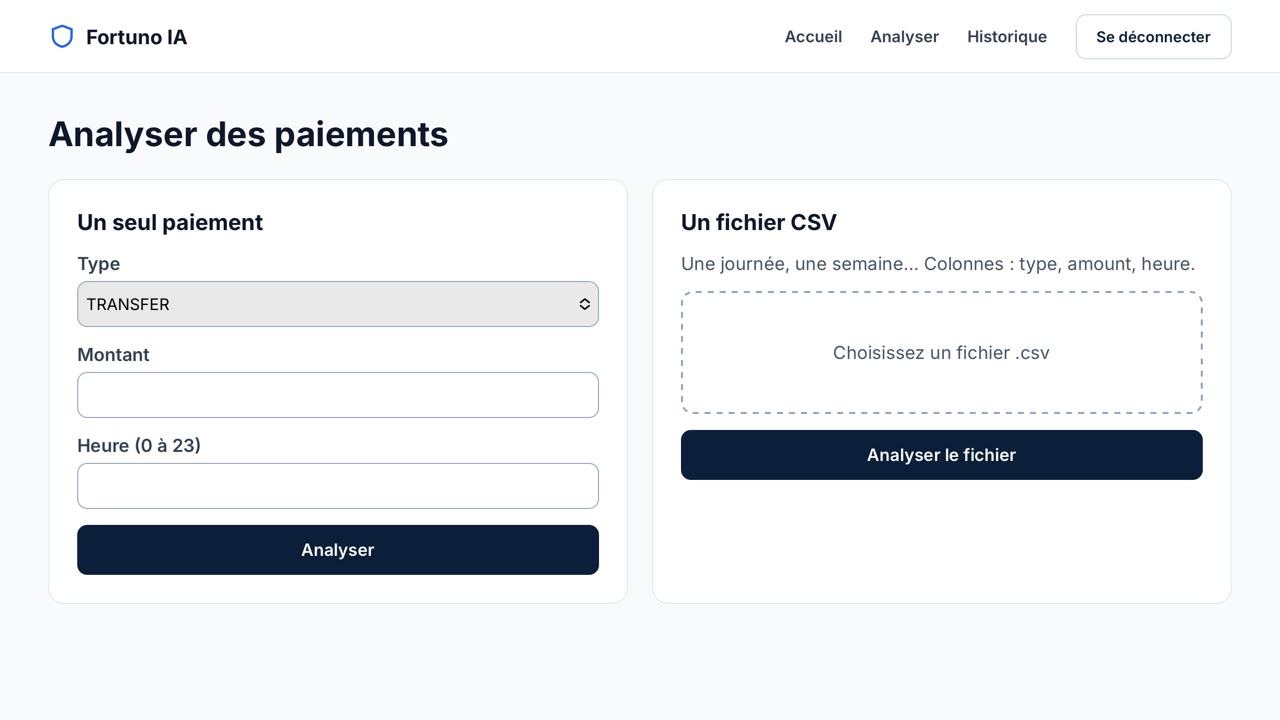 Fortuno IA
Accueil
Analyser
Historique
Se déconnecter
Analyser des paiements
Un seul paiement
Type
TRANSFER
Montant
Heure (0 à 23)
Analyser
Un fichier CSV
Une journée, une semaine... Colonnes : type, amount, heure.
Choisissez un fichier .csv
Analyser le fichier